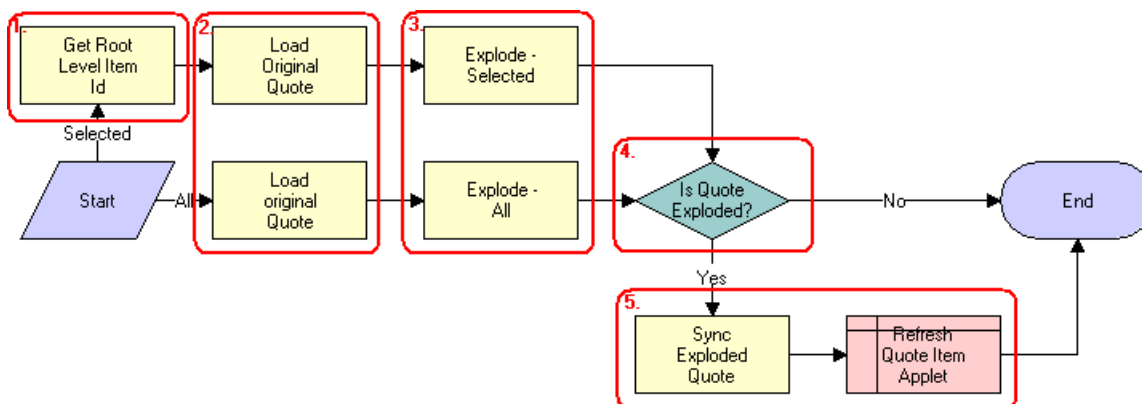 1.
Get Root
Level Item
Id
2.
Load
Original
Quote
3.
Explode -
Selected
Selected
Start
All
Load
original
Quote
Explode -
All
4.
Is Quote
Exploded?
No
End
Yes
5.
Sync
Exploded
Quote
Refresh
Quote Item
Applet